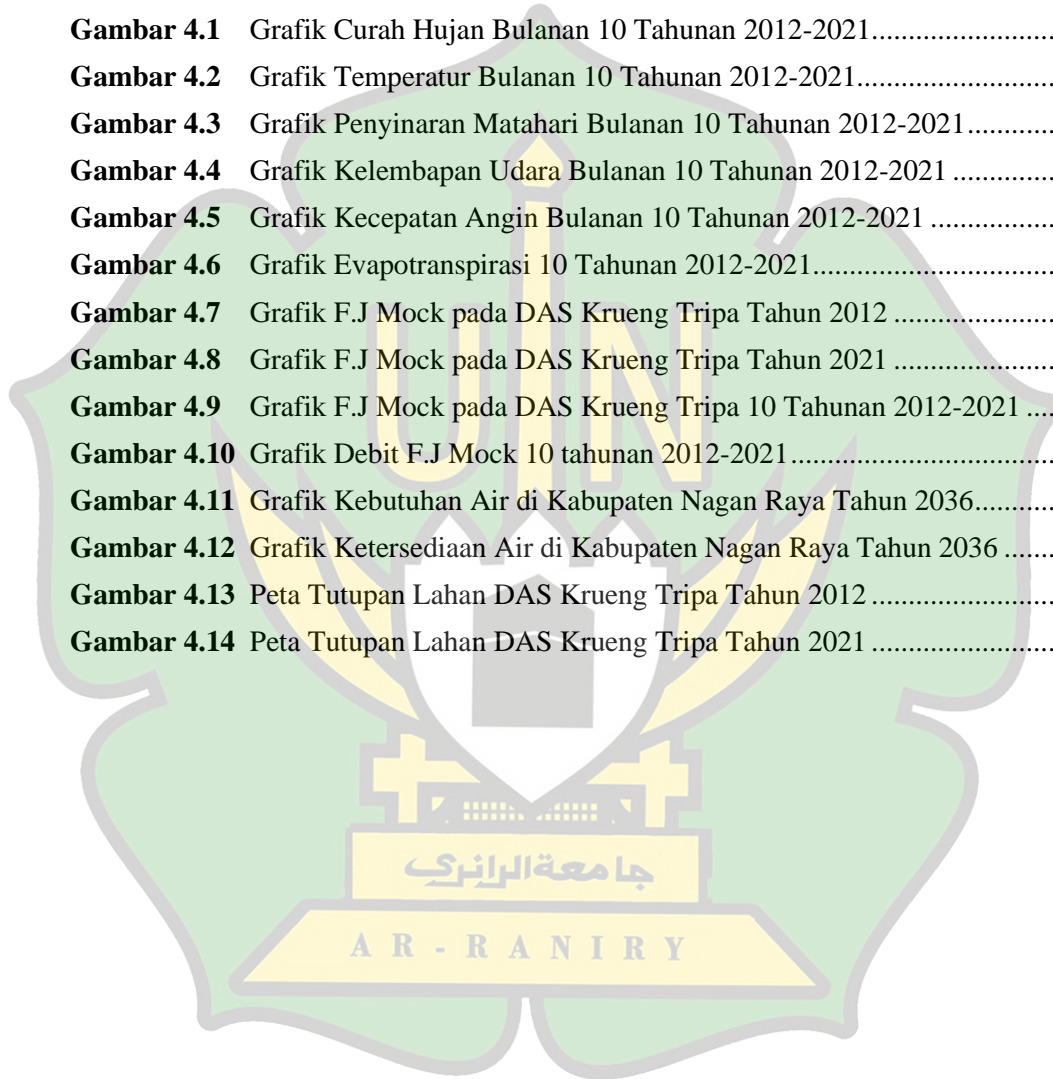 Gambar 4.1 Grafik Curah Hujan Bulanan 10 Tahunan 2012-2021........................
Gambar 4.2 Grafik Temperatur Bulanan 10 Tahunan 2012-2021..........................
Gambar 4.3 Grafik Penyinaran Matahari Bulanan 10 Tahunan 2012-2021............
Gambar 4.4 Grafik Kelembapan Udara Bulanan 10 Tahunan 2012-2021 ..............
Gambar 4.5 Grafik Kecepatan Angin Bulanan 10 Tahunan 2012-2021 .................
Gambar 4.6 Grafik Evapotranspirasi 10 Tahunan 2012-2021................................
Gambar 4.7 Grafik F.J Mock pada DAS Krueng Tripa Tahun 2012 ......................
Gambar 4.8 Grafik F.J Mock pada DAS Krueng Tripa Tahun 2021 ......................
Gambar 4.9 Grafik F.J Mock pada DAS Krueng Tripa 10 Tahunan 2012-2021 ....
Gambar 4.10 Grafik Debit F.J Mock 10 tahunan 2012-2021...................................
Gambar 4.11 Grafik Kebutuhan Air di Kabupaten Nagan Raya Tahun 2036...........
Gambar 4.12 Grafik Ketersediaan Air di Kabupaten Nagan Raya Tahun 2036 .......
Gambar 4.13 Peta Tutupan Lahan DAS Krueng Tripa Tahun 2012 ........................
Gambar 4.14 Peta Tutupan Lahan DAS Krueng Tripa Tahun 2021 ........................
UIN
جامعةالرانري
AR-RANIRY